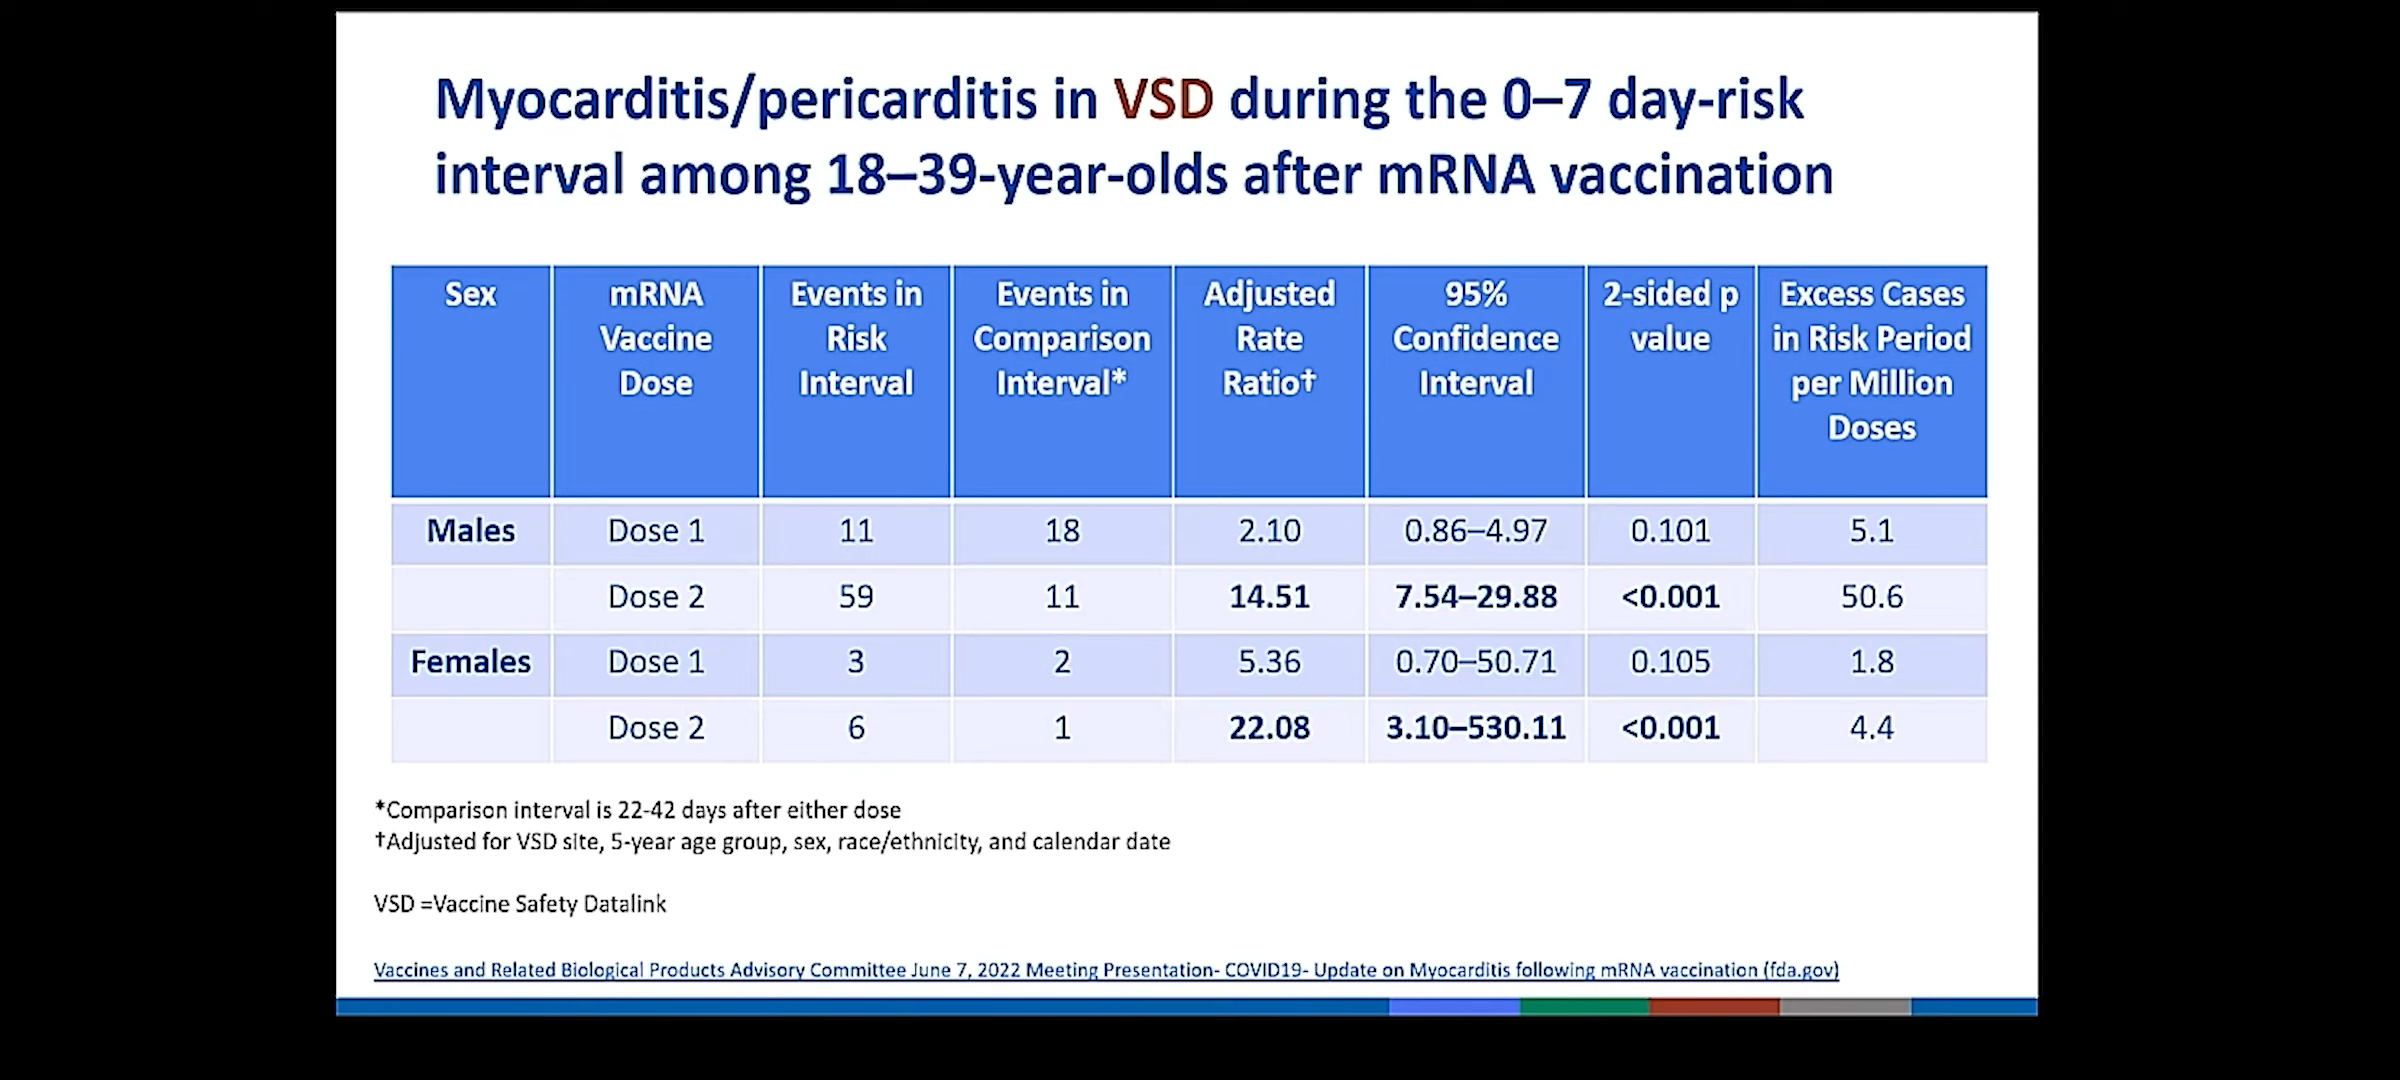 Myocarditis/pericarditis in VSD during the 0–7 day-risk
interval among 18–39-year-olds after mRNA vaccination
Sex mRNA Vaccine Dose Events in Risk Interval Events in Comparison Interval* Adjusted Rate Ratio† 95% Confidence Interval 2-sided p value Excess Cases in Risk Period per Million Doses
Males Dose 1 11 18 2.10 0.86–4.97 0.101 5.1
Dose 2 59 11 14.51 7.54–29.88 <0.001 50.6
Females Dose 1 3 2 5.36 0.70–50.71 0.105 1.8
Dose 2 6 1 22.08 3.10–530.11 <0.001 4.4
*Comparison interval is 22-42 days after either dose
†Adjusted for VSD site, 5-year age group, sex, race/ethnicity, and calendar date
VSD =Vaccine Safety Datalink
Vaccines and Related Biological Products Advisory Committee June 7, 2022 Meeting Presentation- COVID19- Update on Myocarditis following mRNA vaccination (fda.gov)